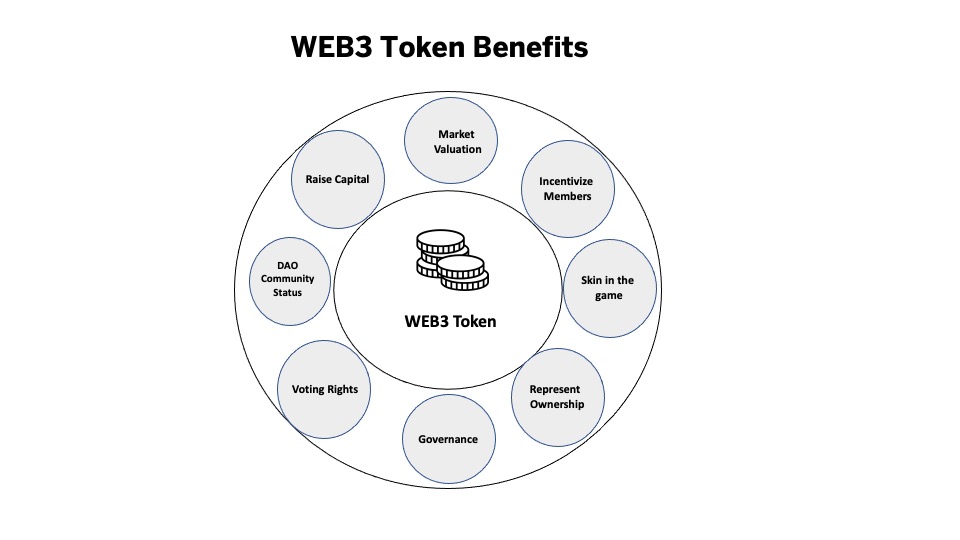 WEB3 Token Benefits
Market
Valuation
Incentivize
Members
Skin in the
game
Represent
Ownership
Governance
Voting Rights
DAO
Community
Status
Raise Capital
WEB3 Token